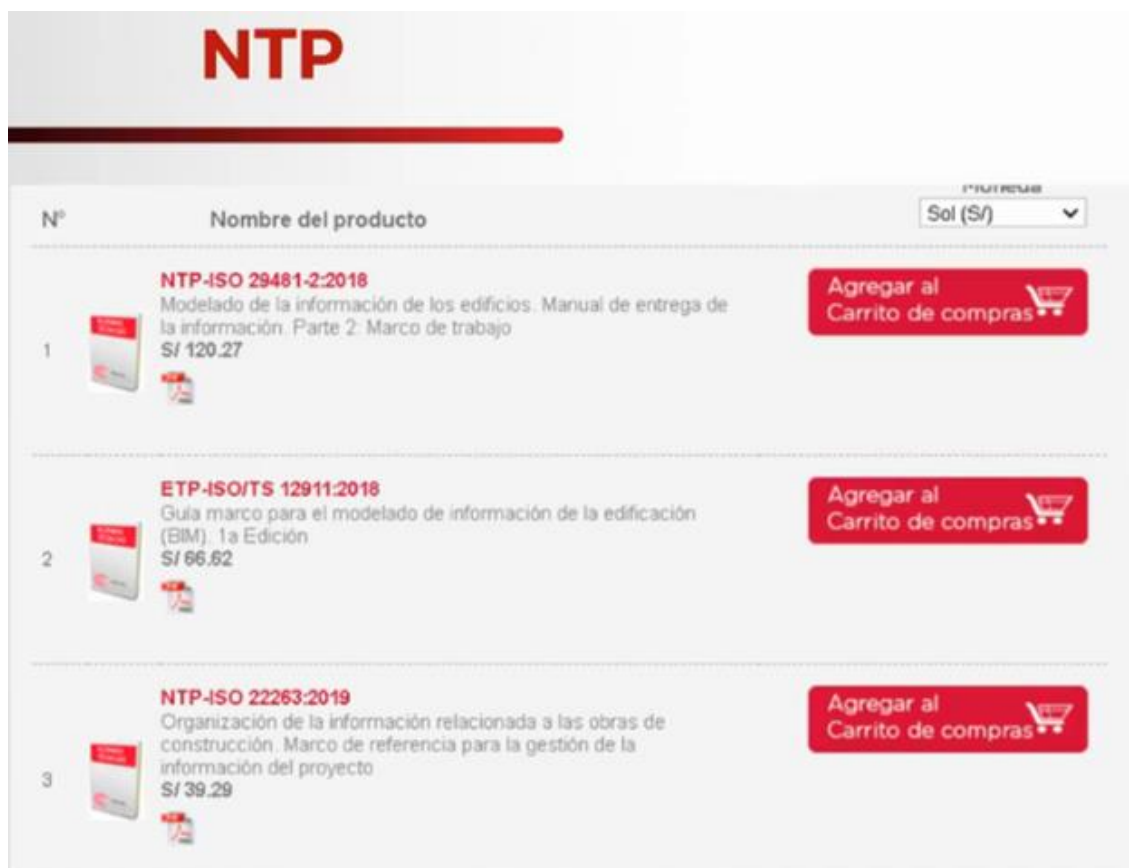 NTP
Moneda
N°
Nombre del producto
Sol (S/)
NTP-ISO 29481-2:2018
Modelado de la información de los edificios. Manual de entrega de
la información. Parte 2: Marco de trabajo
S/ 120.27
Agregar al
Carrito de compras
1
ETP-ISO/TS 12911:2018
Guía marco para el modelado de información de la edificación
(BIM). 1a Edición
S/ 66.62
Agregar al
Carrito de compras
2
NTP-ISO 22263:2019
Organización de la información relacionada a las obras de
construcción. Marco de referencia para la gestión de la
información del proyecto
S/ 39.29
Agregar al
Carrito de compras
3